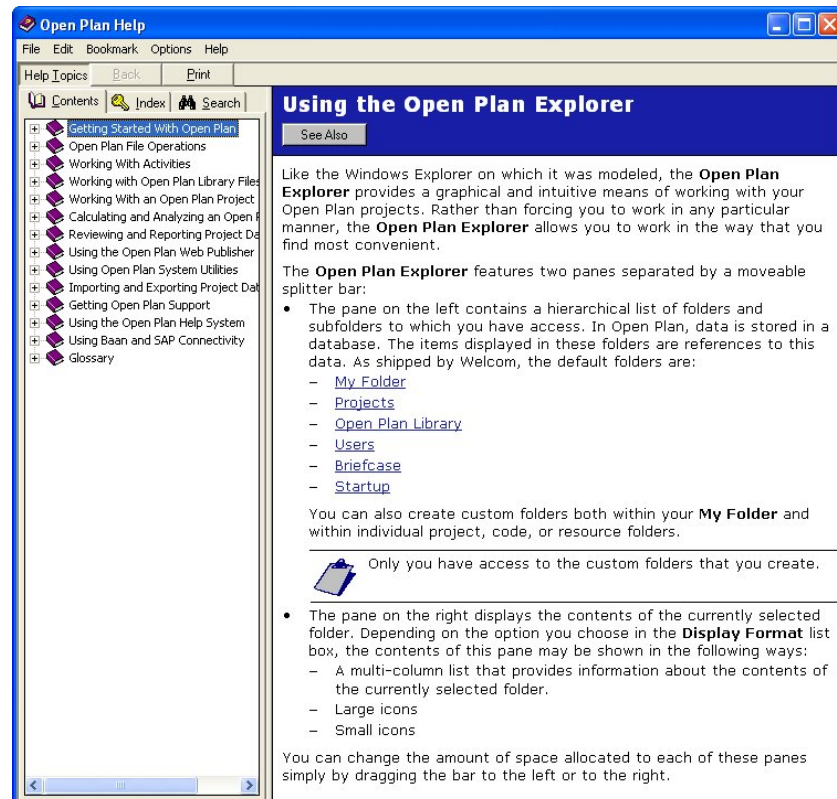 Open Plan Help
File Edit Bookmark Options Help
Help Topics Back Print
Contents Index Search
Getting Started With Open Plan
Open Plan File Operations
Working With Activities
Working with Open Plan Library Files
Working With an Open Plan Project
Calculating and Analyzing an Open P
Reviewing and Reporting Project Da
Using the Open Plan Web Publisher
Using Open Plan System Utilities
Importing and Exporting Project Dat
Getting Open Plan Support
Using the Open Plan Help System
Using Baan and SAP Connectivity
Glossary
Using the Open Plan Explorer
See Also
Like the Windows Explorer on which it was modeled, the Open Plan
Explorer provides a graphical and intuitive means of working with your
Open Plan projects. Rather than forcing you to work in any particular
manner, the Open Plan Explorer allows you to work in the way that you
find most convenient.
The Open Plan Explorer features two panes separated by a moveable
splitter bar:
• The pane on the left contains a hierarchical list of folders and
subfolders to which you have access. In Open Plan, data is stored in a
database. The items displayed in these folders are references to this
data. As shipped by Welcom, the default folders are:
– My Folder
– Projects
– Open Plan Library
– Users
– Briefcase
– Startup
You can also create custom folders both within your My Folder and
within individual project, code, or resource folders.
Only you have access to the custom folders that you create.
• The pane on the right displays the contents of the currently selected
folder. Depending on the option you choose in the Display Format list
box, the contents of this pane may be shown in the following ways:
– A multi-column list that provides information about the contents of
the currently selected folder.
– Large icons
– Small icons
You can change the amount of space allocated to each of these panes
simply by dragging the bar to the left or to the right.